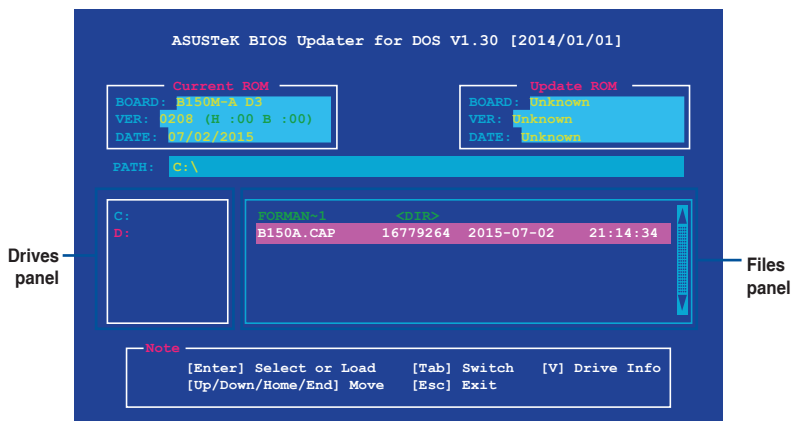 ASUSTeK BIOS Updater for DOS V1.30 [2014/01/01]
Current ROM
BOARD: B150M-A D3
VER: 0208 (H :00 B :00)
DATE: 07/02/2015
Update ROM
BOARD: Unknown
VER: Unknown
DATE: Unknown
PATH: C:\
C:
D:
FORMAN~1 <DIR>
B150A.CAP 16779264 2015-07-02 21:14:34
Drives
panel
Files
panel
Note
[Enter] Select or Load [Tab] Switch [V] Drive Info
[Up/Down/Home/End] Move [Esc] Exit